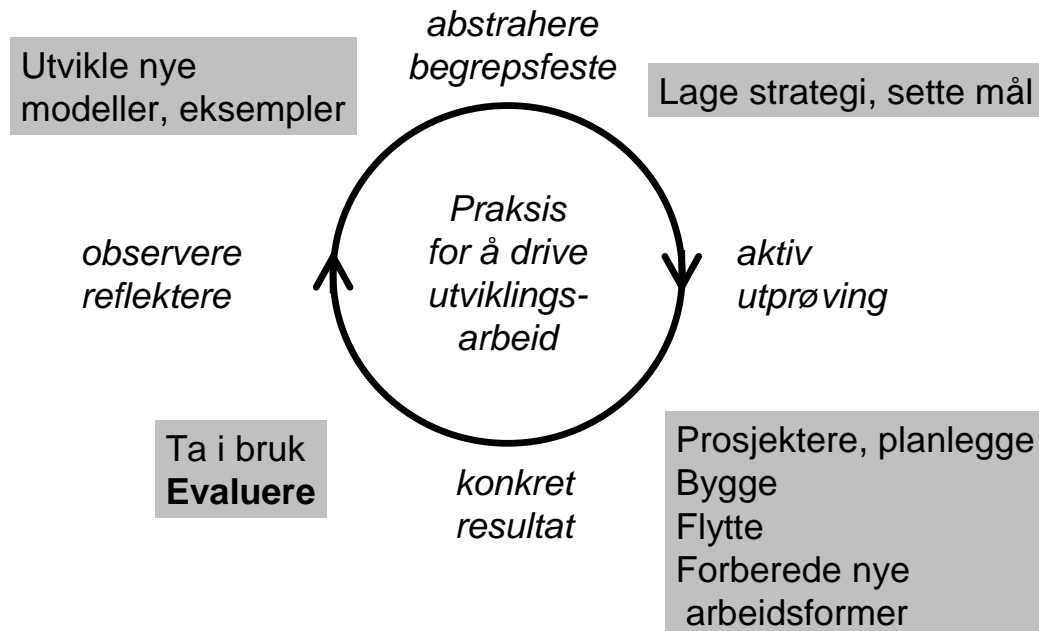 abstrahere
begrepsfeste
Utvikle nye
modeller, eksempler
Lage strategi, sette mål
Praksis
for å drive
utviklings-
arbeid
observere
reflektere
aktiv
utprøving
Ta i bruk
Evaluere
konkret
resultat
Prosjektere, planlegge
Bygge
Flytte
Forberede nye
arbeidsformer